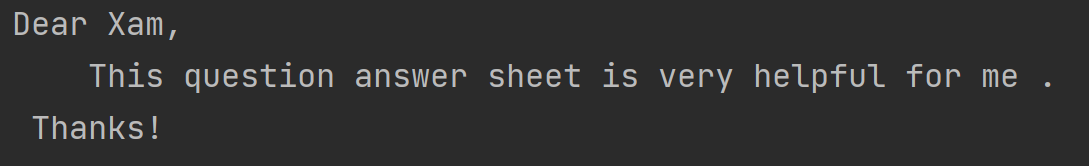 Dear Xam,
This question answer sheet is very helpful for me .
Thanks!